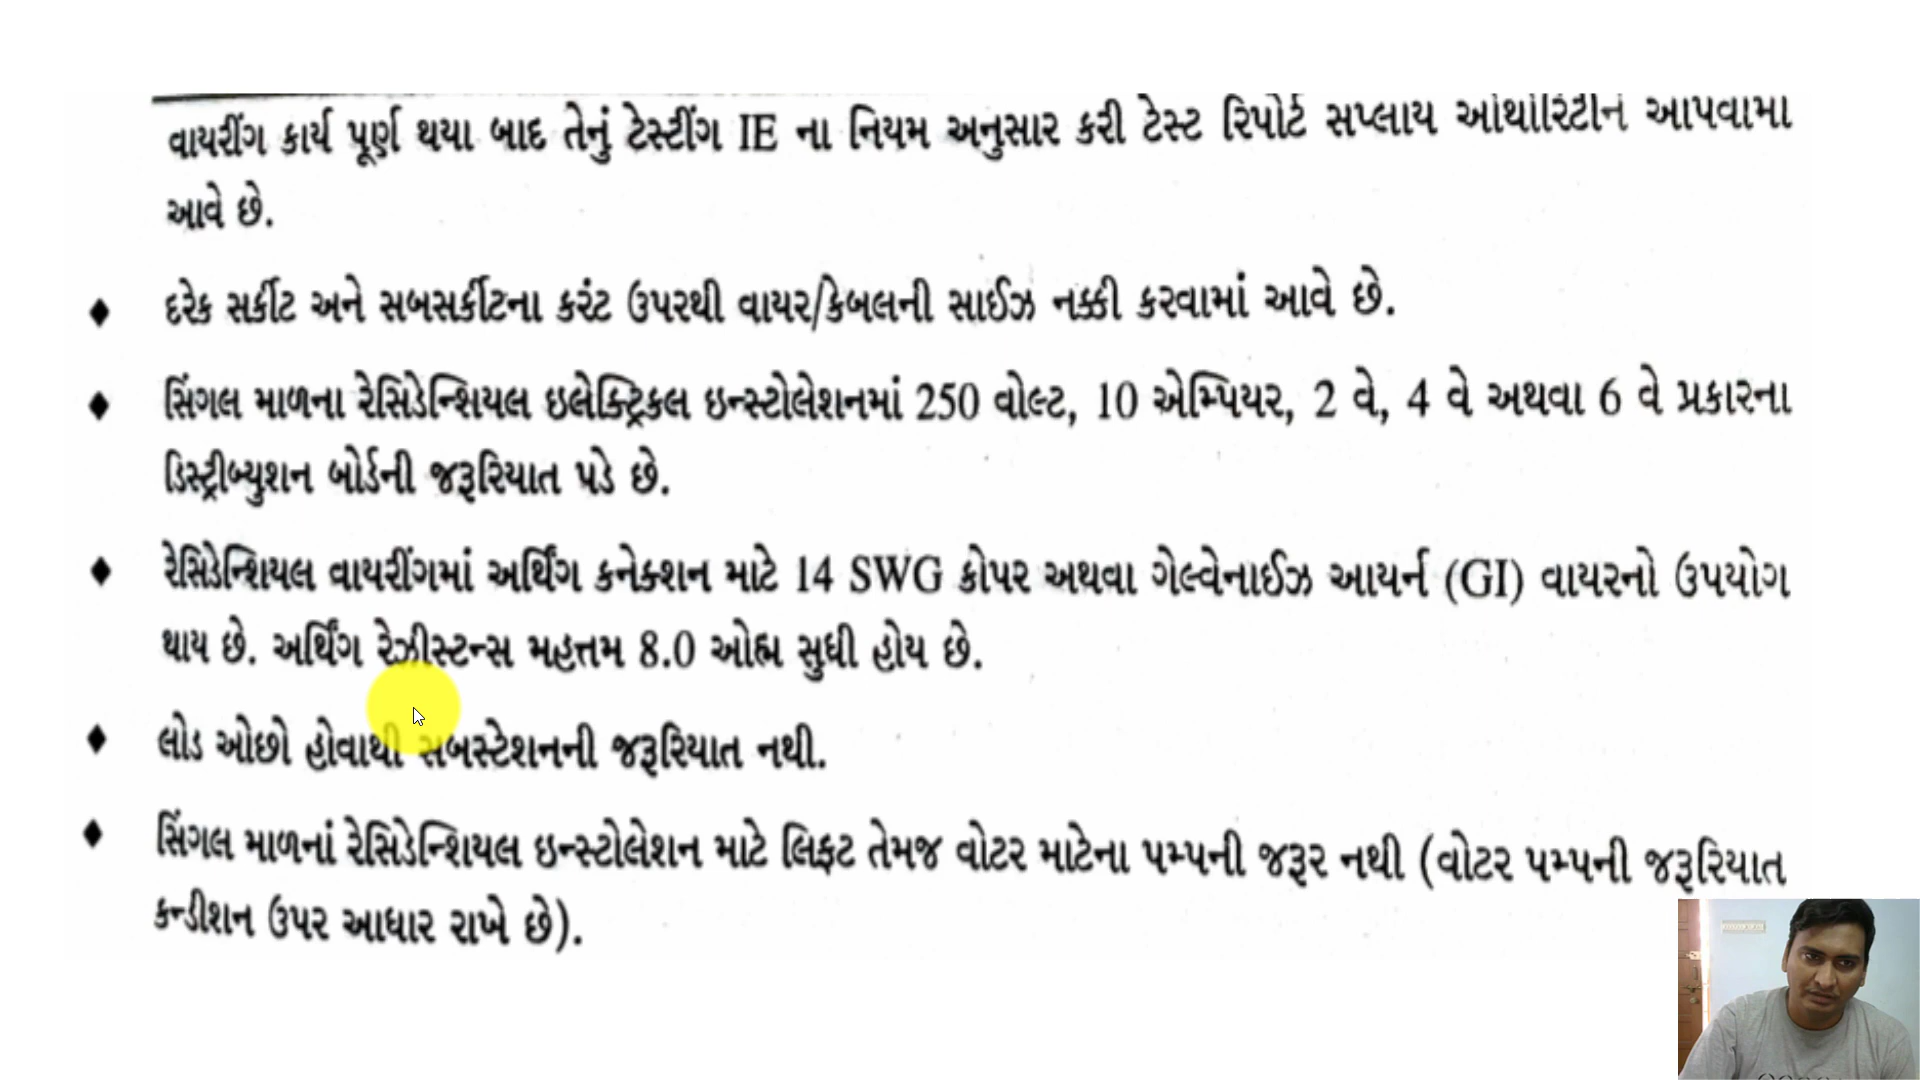 વાયરીંગ કાર્ય પૂર્ણ થયા બાદ તેનું ટેસ્ટીંગ IE ના નિયમ અનુસાર કરી ટેસ્ટ રિપોર્ટ સપ્લાય ઓથોરિટીને આપવામાં
આવે છે.
♦ દરેક સર્કીટ અને સબસર્કીટના કરંટ ઉપરથી વાયર/કેબલની સાઈઝ નક્કી કરવામાં આવે છે.
♦ સિંગલ માળના રેસિડેન્શિયલ ઇલેક્ટ્રિકલ ઇન્સ્ટોલેશનમાં 250 વોલ્ટ, 10 એમ્પિયર, 2 વે, 4 વે અથવા 6 વે પ્રકારના
ડિસ્ટ્રીબ્યુશન બોર્ડની જરૂરિયાત પડે છે.
♦ રેસિડેન્શિયલ વાયરીંગમાં અર્થિંગ કનેક્શન માટે 14 SWG કોપર અથવા ગેલ્વેનાઈઝ આયર્ન (GI) વાયરનો ઉપયોગ
થાય છે. અર્થિંગ રેઝીસ્ટન્સ મહત્તમ 8.0 ઓહ્મ સુધી હોય છે.
♦ લોડ ઓછો હોવાથી સબસ્ટેશનની જરૂરિયાત નથી.
♦ સિંગલ માળનાં રેસિડેન્શિયલ ઇન્સ્ટોલેશન માટે લિફ્ટ તેમજ વોટર માટેના પમ્પની જરૂર નથી (વોટર પમ્પની જરૂરિયાત
કન્ડીશન ઉપર આધાર રાખે છે).